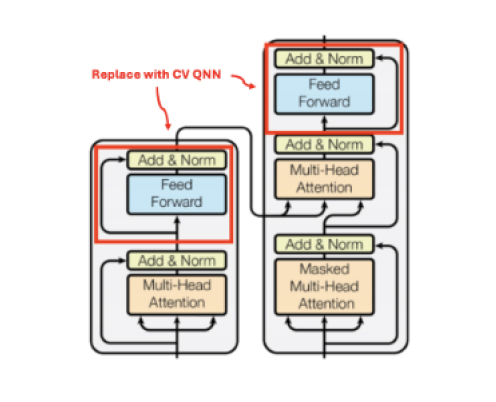 Replace with CV QNN
Add & Norm
Feed
Forward
Add & Norm
Multi-Head
Attention
Add & Norm
Feed
Forward
Add & Norm
Multi-Head
Attention
Add & Norm
Masked
Multi-Head
Attention